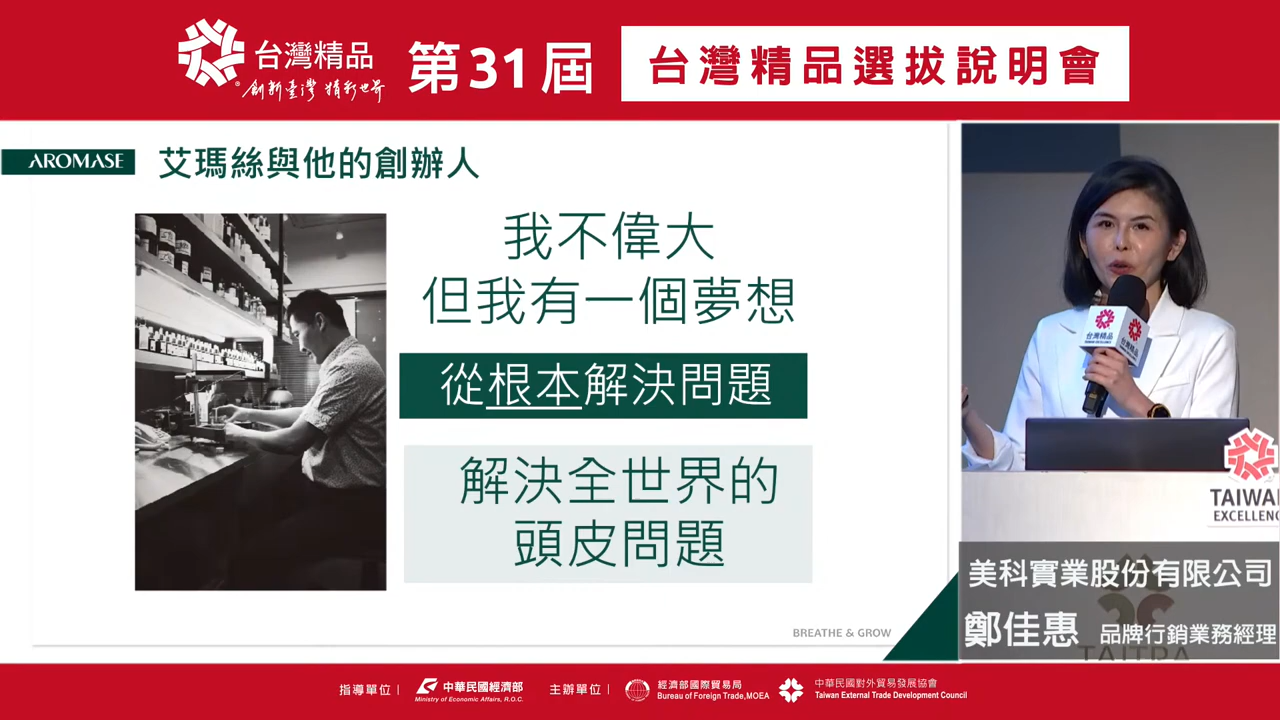 台灣精品
創新臺灣 精彩世界
第31屆
台灣精品選拔說明會
AROMASE
艾瑪絲與他的創辦人
我不偉大
但我有一個夢想
從根本解決問題
解決全世界的
頭皮問題
BREATHE & GROW
台灣精品
TAIWAN EXCELLENCE
TAIWAN
EXCELLENC
美科實業股份有限公司
鄭佳惠 品牌行銷業務經理
TAITRA
指導單位
中華民國經濟部
Ministry of Economic Affairs, R.O.C.
主辦單位
經濟部國際貿易局
Bureau of Foreign Trade,MOEA
中華民國對外貿易發展協會
Taiwan External Trade Development Council